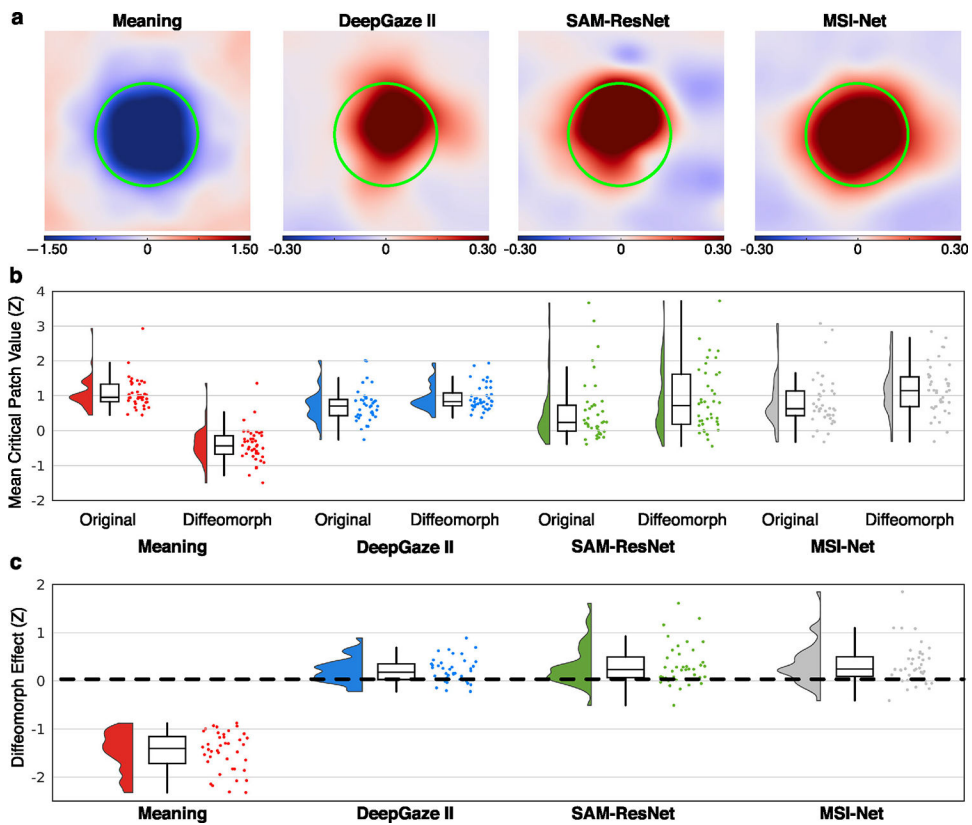 a
Meaning DeepGaze II SAM-ResNet MSI-Net
−1.50 0 1.50 -0.30 0 0.30 -0.30 0 0.30 -0.30 0 0.30
b
Mean Critical Patch Value (Z)
4
3
2
1
0
-1
-2
Original Diffeomorph Original Diffeomorph Original Diffeomorph Original Diffeomorph
Meaning DeepGaze II SAM-ResNet MSI-Net
c
Diffeomorph Effect (Z)
2
1
0
-1
-2
Meaning DeepGaze II SAM-ResNet MSI-Net